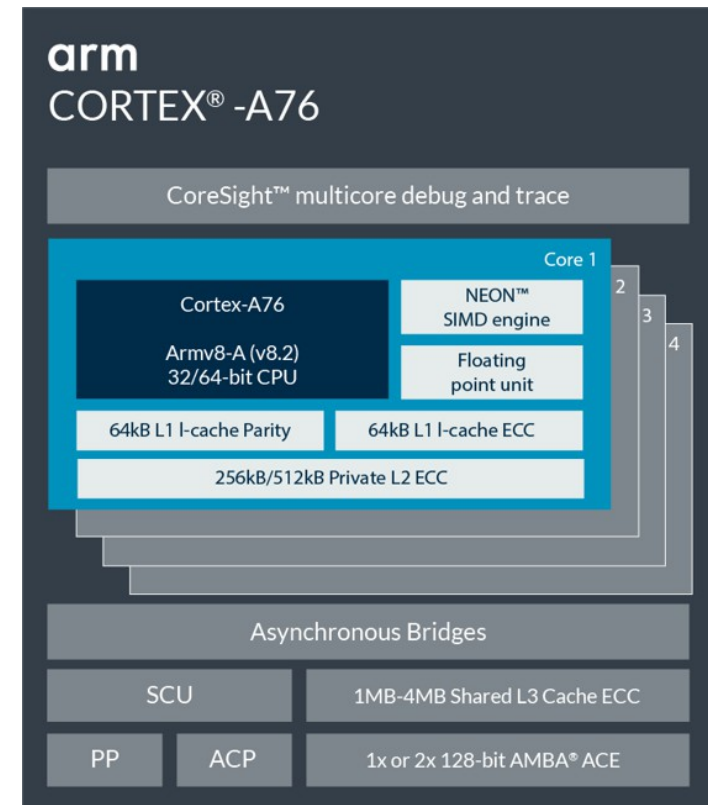 arm
CORTEX® -A76
CoreSight™ multicore debug and trace
Core 1
2
3
4
Cortex-A76
Armv8-A (v8.2)
32/64-bit CPU
NEON™
SIMD engine
Floating
point unit
64kB L1 I-cache Parity
64kB L1 I-cache ECC
256kB/512kB Private L2 ECC
Asynchronous Bridges
SCU
1MB-4MB Shared L3 Cache ECC
PP
ACP
1x or 2x 128-bit AMBA® ACE